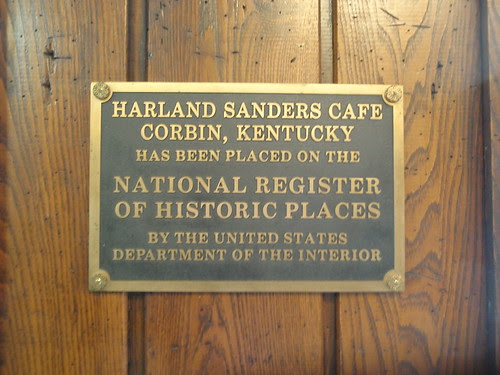 HARLAND SANDERS CAFE
CORBIN, KENTUCKY
HAS BEEN PLACED ON THE
NATIONAL REGISTER
OF HISTORIC PLACES
BY THE UNITED STATES
DEPARTMENT OF THE INTERIOR